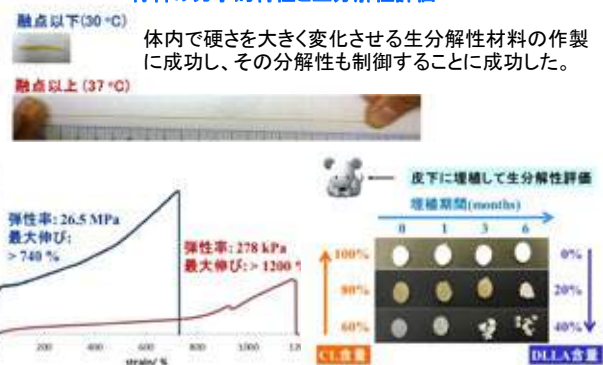 融点以下(30 °C)
体内で硬さを大きく変化させる生分解性材料の作製
に成功し、その分解性も制御することに成功した。
融点以上 (37 °C)
皮下に埋植して生分解性評価
埋植期間(months)
0 1 3 6
弾性率: 26.5 MPa
最大伸び:
> 740 %
弾性率: 278 kPa
最大伸び: > 1200 %
100% 0%
80% 20%
60% 40%
200 400 600 800 1000
strain/ %
CL含量
DLLA含量